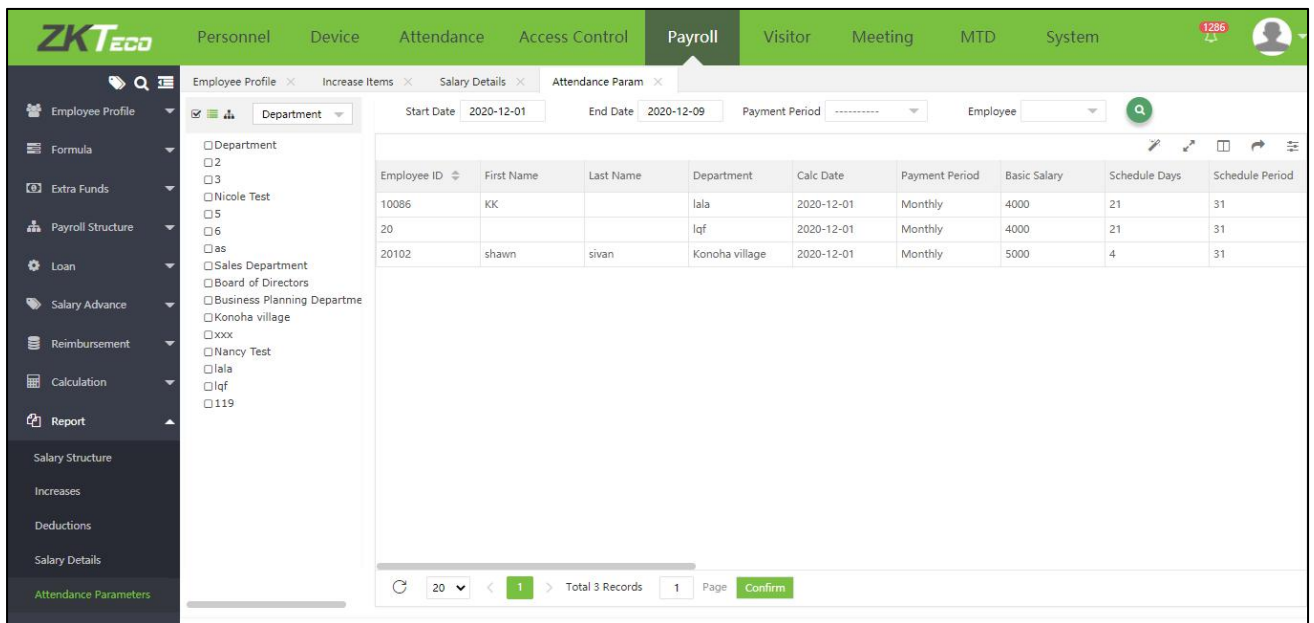 ZKTeco
Personnel Device Attendance Access Control Payroll Visitor Meeting MTD System 1286
Employee Profile Increase Items Salary Details Attendance Param
Employee Profile
Formula
Extra Funds
Payroll Structure
Loan
Salary Advance
Reimbursement
Calculation
Report
Salary Structure
Increases
Deductions
Salary Details
Attendance Parameters
Department
Department
2
3
Nicole Test
5
6
as
Sales Department
Board of Directors
Business Planning Departme
Konoha village
xxx
Nancy Test
lala
lqf
119
Start Date 2020-12-01 End Date 2020-12-09 Payment Period ---------- Employee
Employee ID First Name Last Name Department Calc Date Payment Period Basic Salary Schedule Days Schedule Period
10086 KK lala 2020-12-01 Monthly 4000 21 31
20 lqf 2020-12-01 Monthly 4000 21 31
20102 shawn sivan Konoha village 2020-12-01 Monthly 5000 4 31
20 < 1 > Total 3 Records 1 Page Confirm